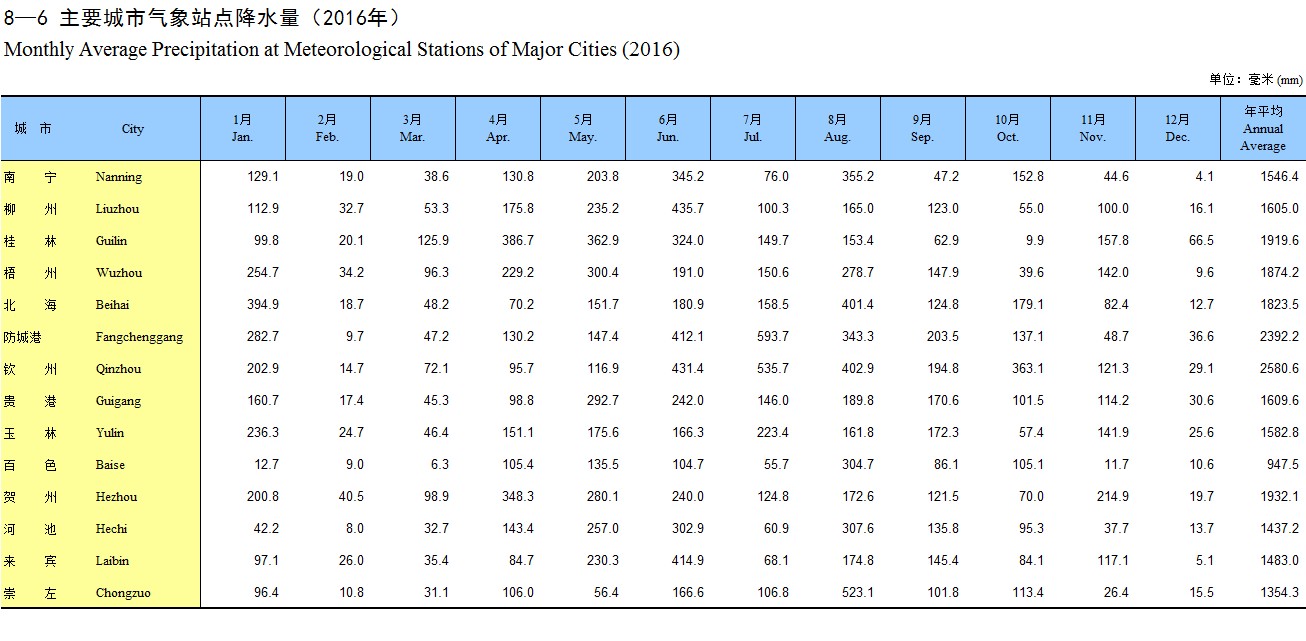 8—6 主要城市气象站点降水量（2016年）
Monthly Average Precipitation at Meteorological Stations of Major Cities (2016)
单位：毫米 (mm)
城 市 City 1月 2月 3月 4月 5月 6月 7月 8月 9月 10月 11月 12月 年平均
Jan. Feb. Mar. Apr. May. Jun. Jul. Aug. Sep. Oct. Nov. Dec. Annual
Average
南 宁 Nanning 129.1 19.0 38.6 130.8 203.8 345.2 76.0 355.2 47.2 152.8 44.6 4.1 1546.4
柳 州 Liuzhou 112.9 32.7 53.3 175.8 235.2 435.7 100.3 165.0 123.0 55.0 100.0 16.1 1605.0
桂 林 Guilin 99.8 20.1 125.9 386.7 362.9 324.0 149.7 153.4 62.9 9.9 157.8 66.5 1919.6
梧 州 Wuzhou 254.7 34.2 96.3 229.2 300.4 191.0 150.6 278.7 147.9 39.6 142.0 9.6 1874.2
北 海 Beihai 394.9 18.7 48.2 70.2 151.7 180.9 158.5 401.4 124.8 179.1 82.4 12.7 1823.5
防城港 Fangchenggang 282.7 9.7 47.2 130.2 147.4 412.1 593.7 343.3 203.5 137.1 48.7 36.6 2392.2
钦 州 Qinzhou 202.9 14.7 72.1 95.7 116.9 431.4 535.7 402.9 194.8 363.1 121.3 29.1 2580.6
贵 港 Guigang 160.7 17.4 45.3 98.8 292.7 242.0 146.0 189.8 170.6 101.5 114.2 30.6 1609.6
玉 林 Yulin 236.3 24.7 46.4 151.1 175.6 166.3 223.4 161.8 172.3 57.4 141.9 25.6 1582.8
百 色 Baise 12.7 9.0 6.3 105.4 135.5 104.7 55.7 304.7 86.1 105.1 11.7 10.6 947.5
贺 州 Hezhou 200.8 40.5 98.9 348.3 280.1 240.0 124.8 172.6 121.5 70.0 214.9 19.7 1932.1
河 池 Hechi 42.2 8.0 32.7 143.4 257.0 302.9 60.9 307.6 135.8 95.3 37.7 13.7 1437.2
来 宾 Laibin 97.1 26.0 35.4 84.7 230.3 414.9 68.1 174.8 145.4 84.1 117.1 5.1 1483.0
崇 左 Chongzuo 96.4 10.8 31.1 106.0 56.4 166.6 106.8 523.1 101.8 113.4 26.4 15.5 1354.3